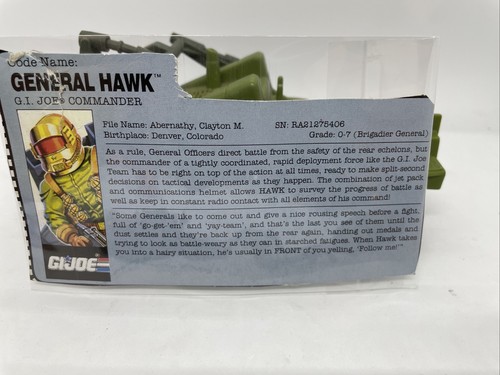 Code Name:
GENERAL HAWK™
G.I. JOE® COMMANDER
File Name: Abernathy, Clayton M. SN: RA21275406
Birthplace: Denver, Colorado Grade: O-7 (Brigadier General)
As a rule, General Officers direct battle from the safety of the rear echelons, but
the commander of a tightly coordinated, rapid deployment force like the G.I. Joe
Team has to be right on top of the action at all times, ready to make split-second
decisions on tactical developments as they happen. The combination of jet pack
and communications helmet allows HAWK to survey the progress of battle as
well as keep in constant radio contact with all elements of his command!
"Some Generals like to come out and give a nice rousing speech before a fight,
full of 'go-get-'em' and 'yay-team', and that's the last you see of them until the
dust settles and they're back up from the rear again, handing out medals and
trying to look as battle-weary as they can in starched fatigues. When Hawk takes
you into a hairy situation, he's usually in FRONT of you yelling, 'Follow me!'"
GI JOE